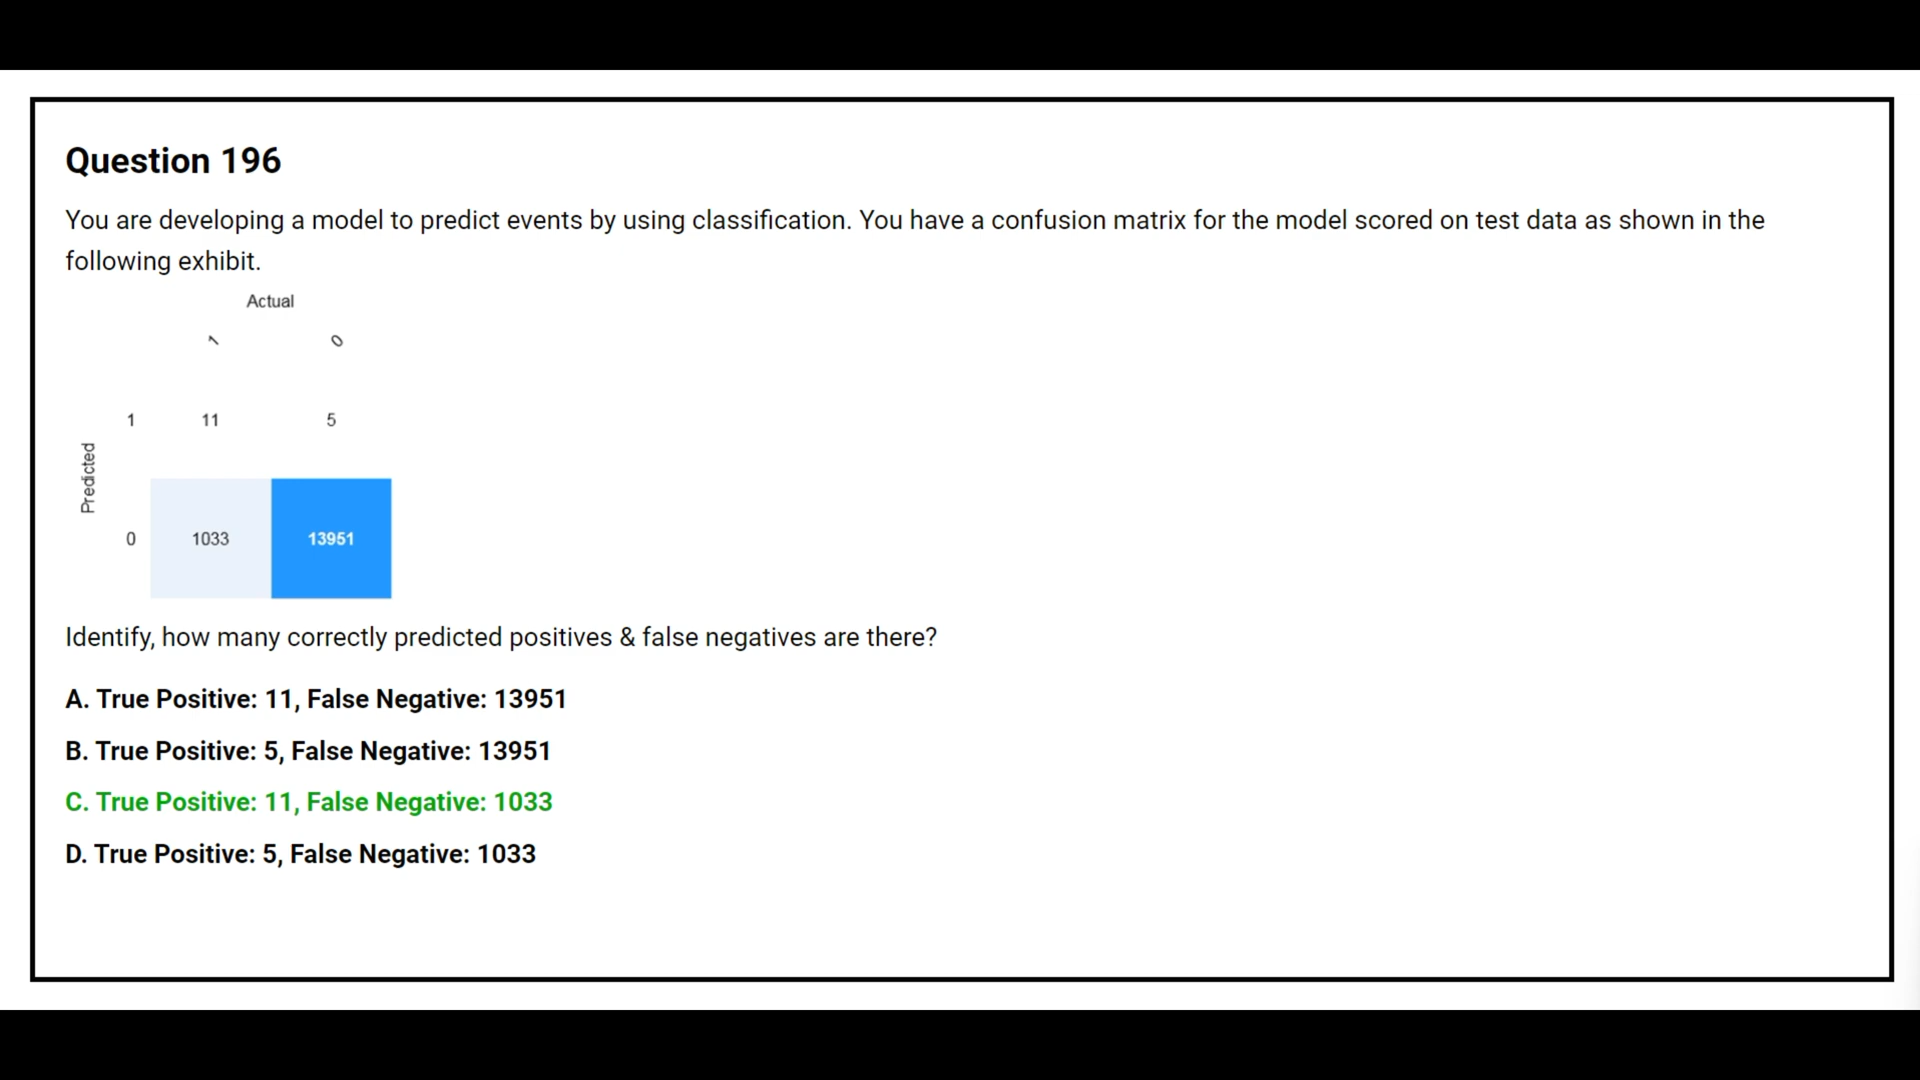 Question 196
You are developing a model to predict events by using classification. You have a confusion matrix for the model scored on test data as shown in the
following exhibit.
Actual
1 0
1 11 5
Predicted
0 1033 13951
Identify, how many correctly predicted positives & false negatives are there?
A. True Positive: 11, False Negative: 13951
B. True Positive: 5, False Negative: 13951
C. True Positive: 11, False Negative: 1033
D. True Positive: 5, False Negative: 1033